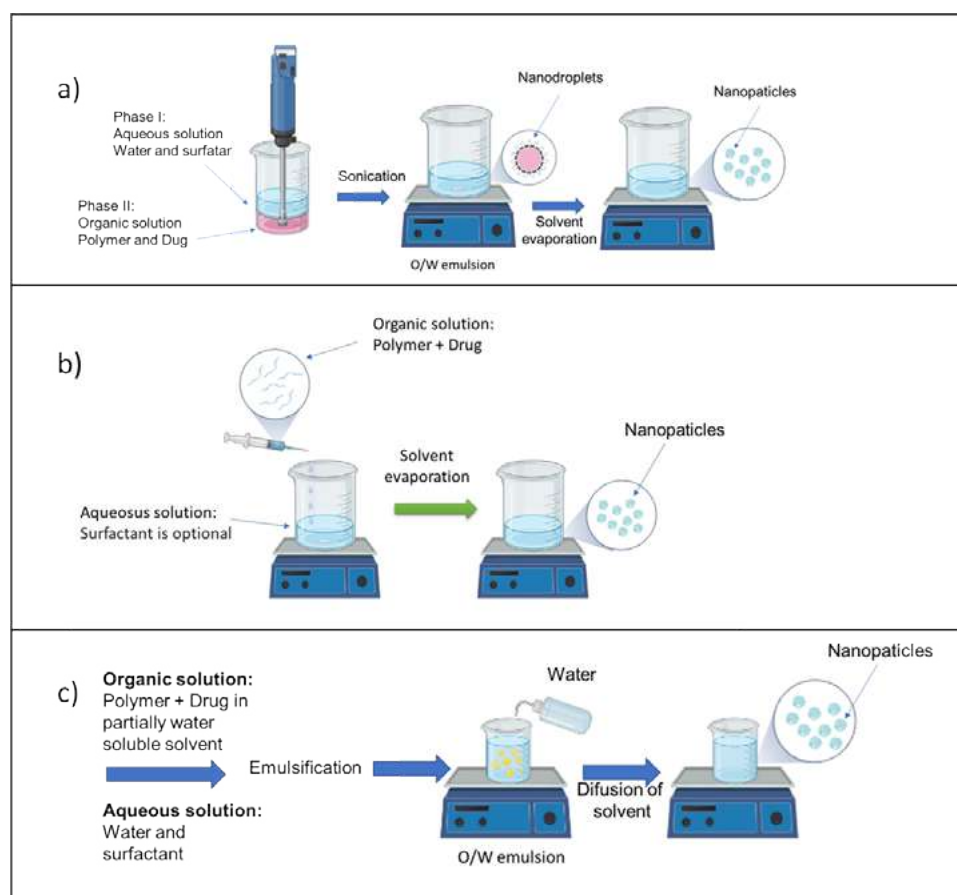 a)
Phase I:
Aqueous solution
Water and surfatar
Phase II:
Organic solution
Polymer and Dug
Sonication
O/W emulsion
Nanodroplets
Solvent
evaporation
Nanopaticles
b)
Organic solution:
Polymer + Drug
Aqueosus solution:
Surfactant is optional
Solvent
evaporation
Nanopaticles
c)
Organic solution:
Polymer + Drug in
partially water
soluble solvent
Aqueous solution:
Water and
surfactant
Emulsification
Water
O/W emulsion
Difusion of
solvent
Nanopaticles